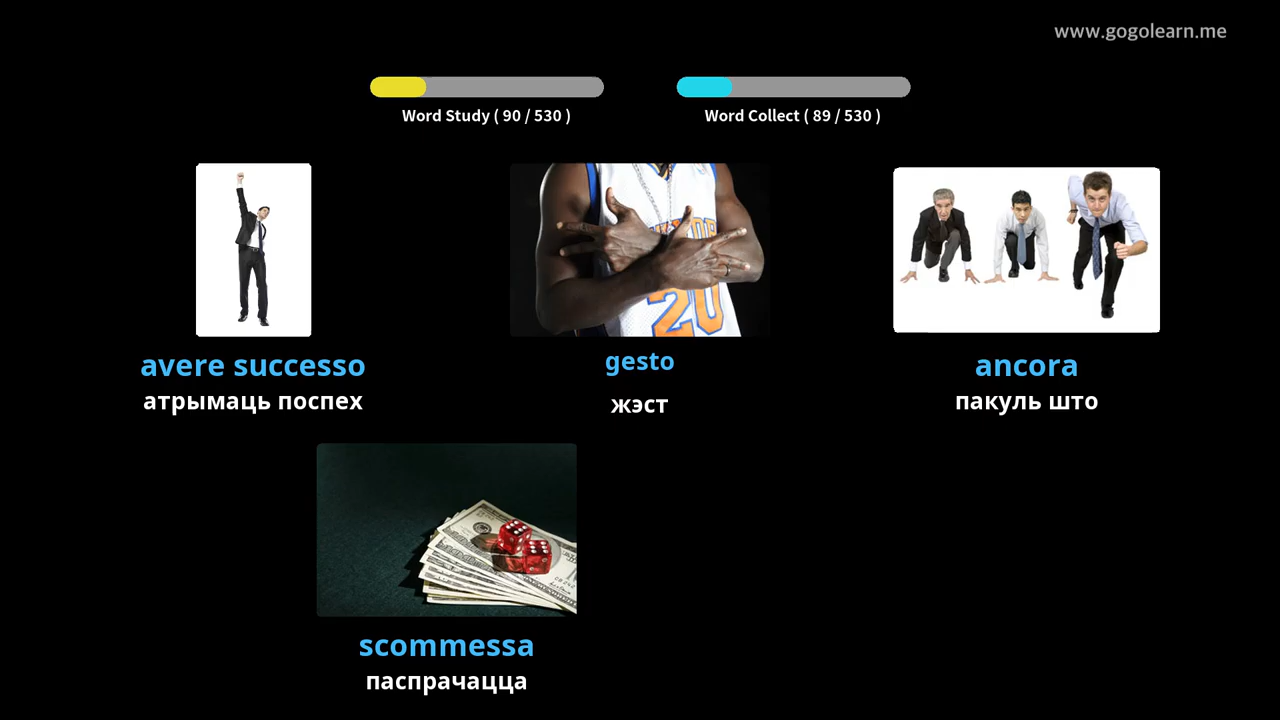 www.gogolearn.me
Word Study ( 90 / 530 )
Word Collect ( 89 / 530 )
20
avere successo
атрымаць поспех
gesto
жэст
ancora
пакуль што
scommessa
паспрачацца